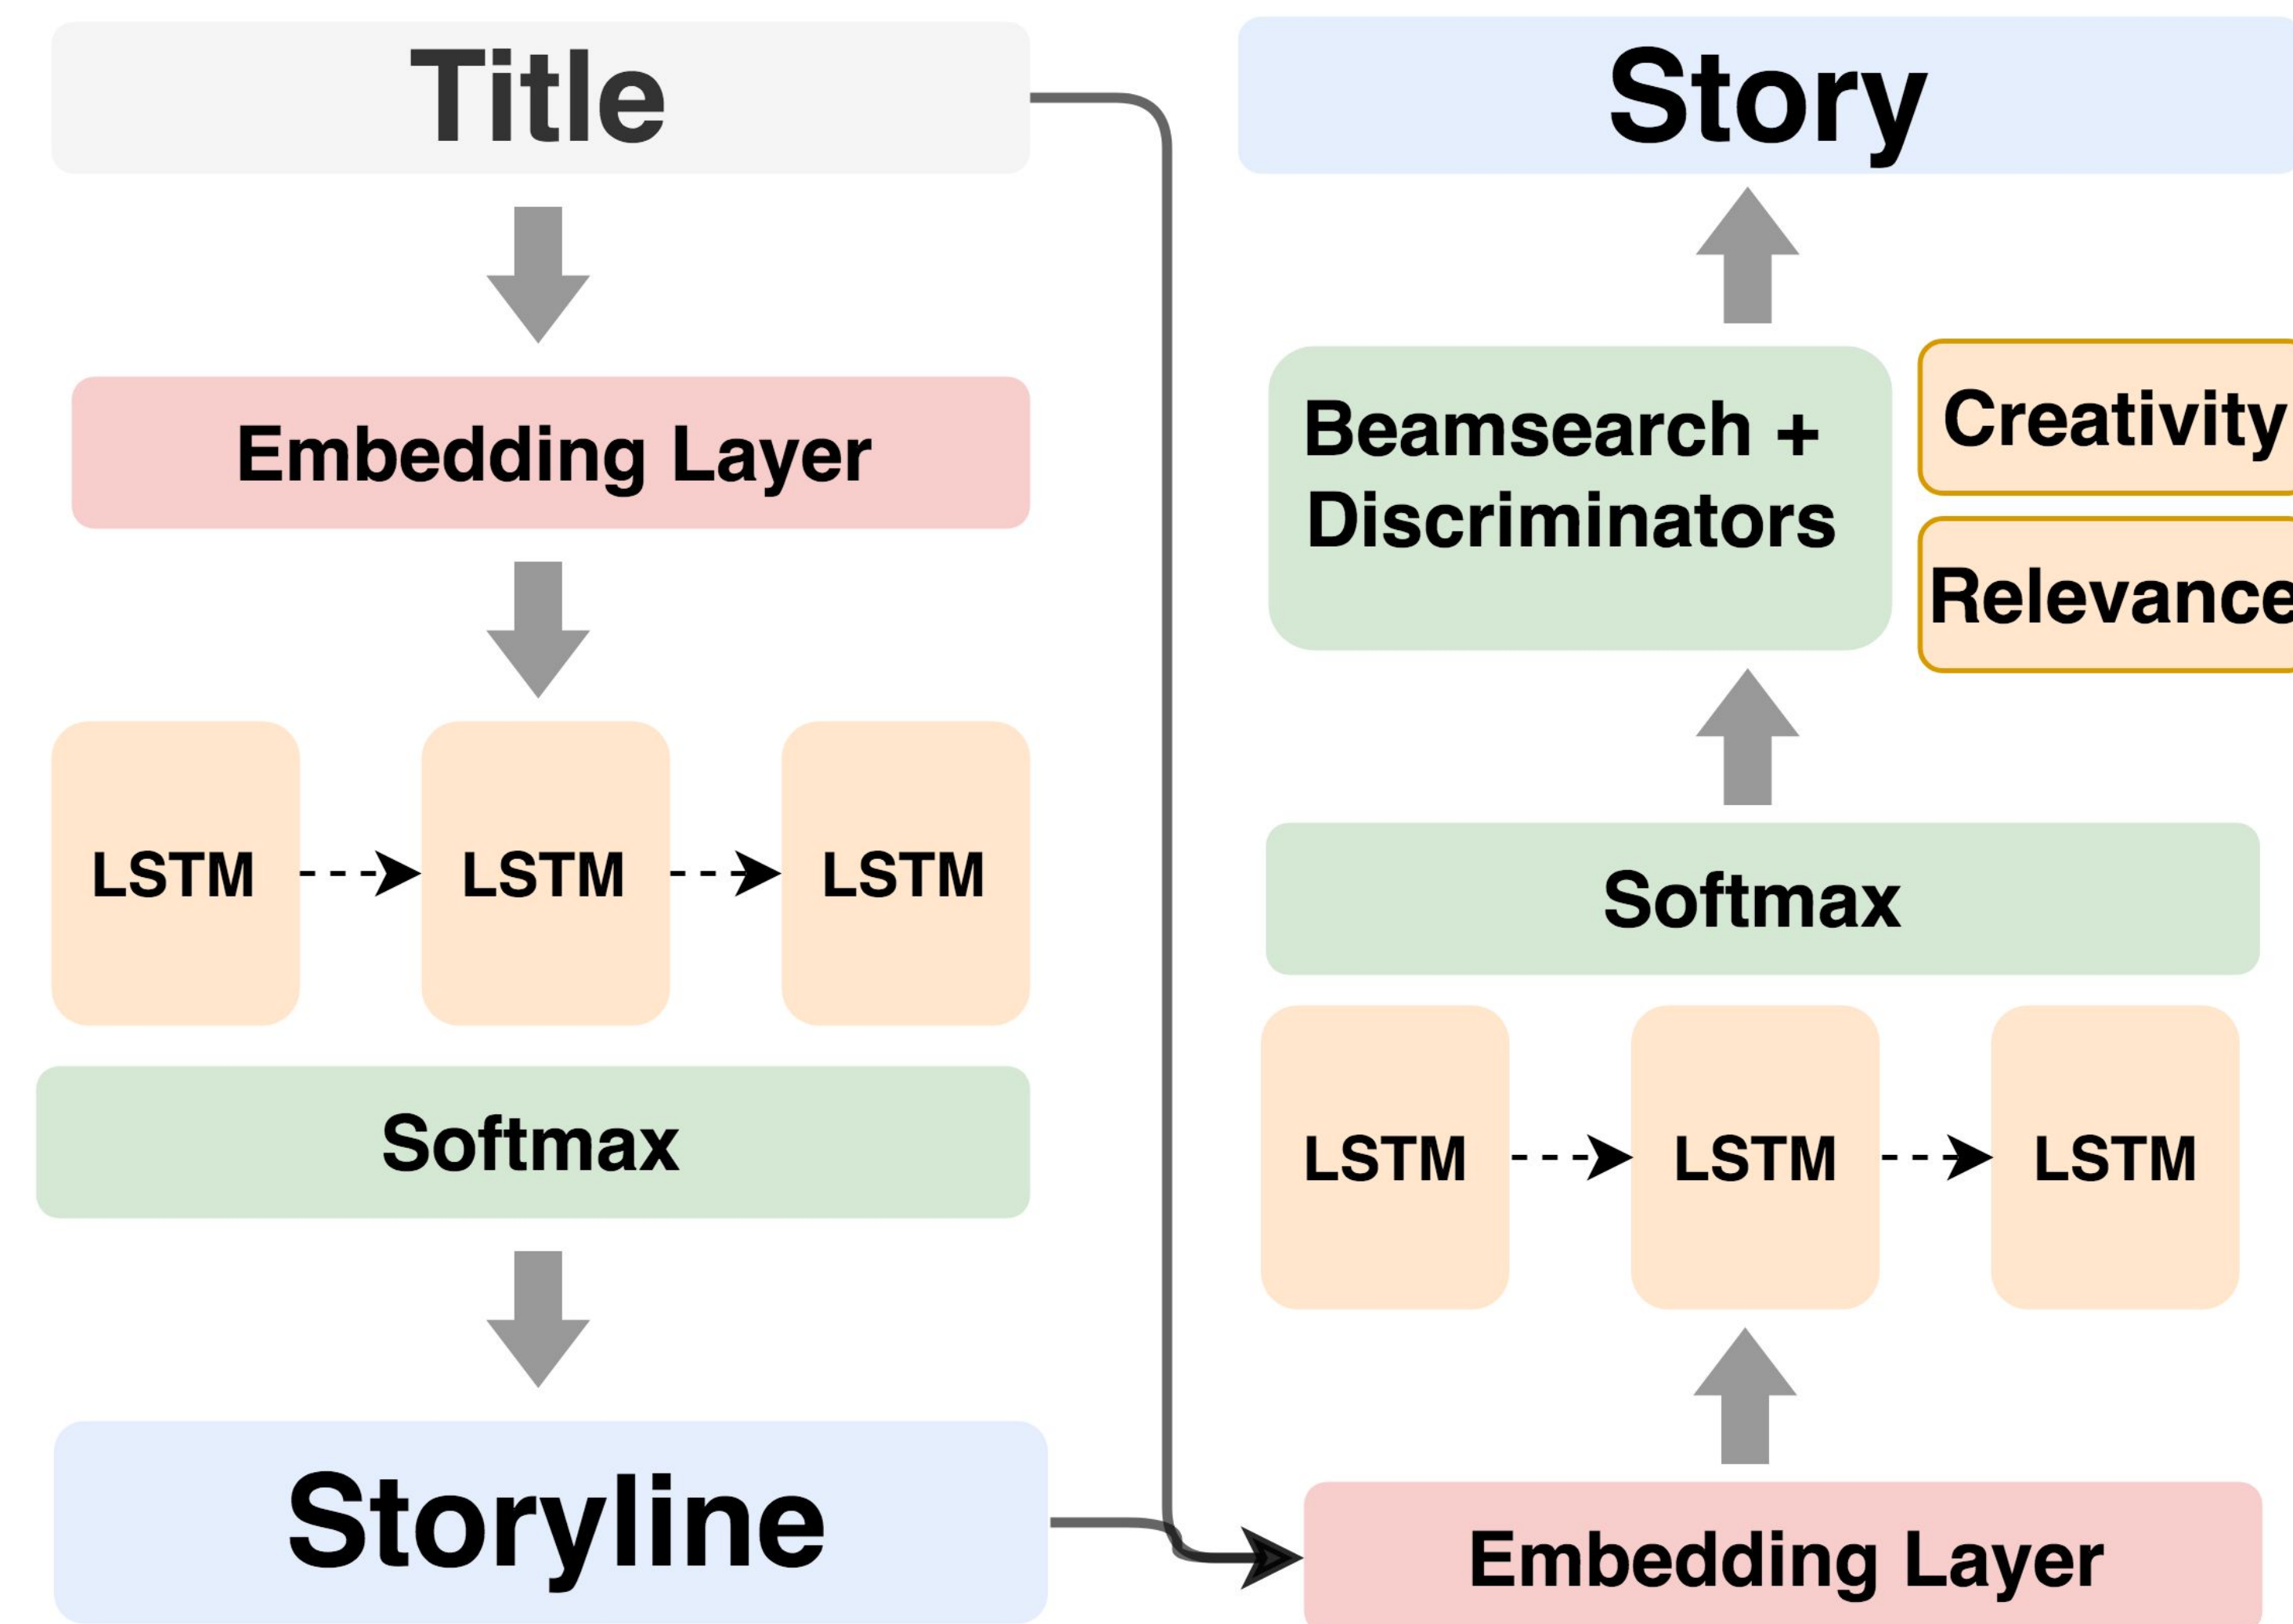 Title
Embedding Layer
LSTM LSTM LSTM
Softmax
Storyline
Story
Beamsearch +
Discriminators
Creativity
Relevance
Softmax
LSTM LSTM LSTM
Embedding Layer